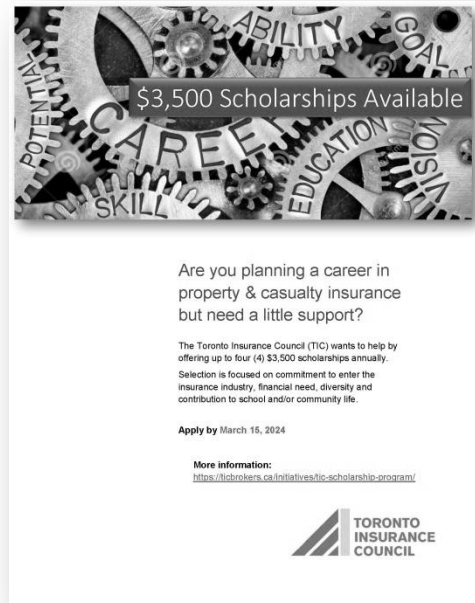 ABILITY
GOAL
POTENTIAL
$3,500 Scholarships Available
CAREER
EDUCATION
VISION
SKILL
Are you planning a career in
property & casualty insurance
but need a little support?
The Toronto Insurance Council (TIC) wants to help by
offering up to four (4) $3,500 scholarships annually.
Selection is focused on commitment to enter the
insurance industry, financial need, diversity and
contribution to school and/or community life.
Apply by March 15, 2024
More information:
https://ticbrokers.ca/initiatives/tic-scholarship-program/
TORONTO
INSURANCE
COUNCIL